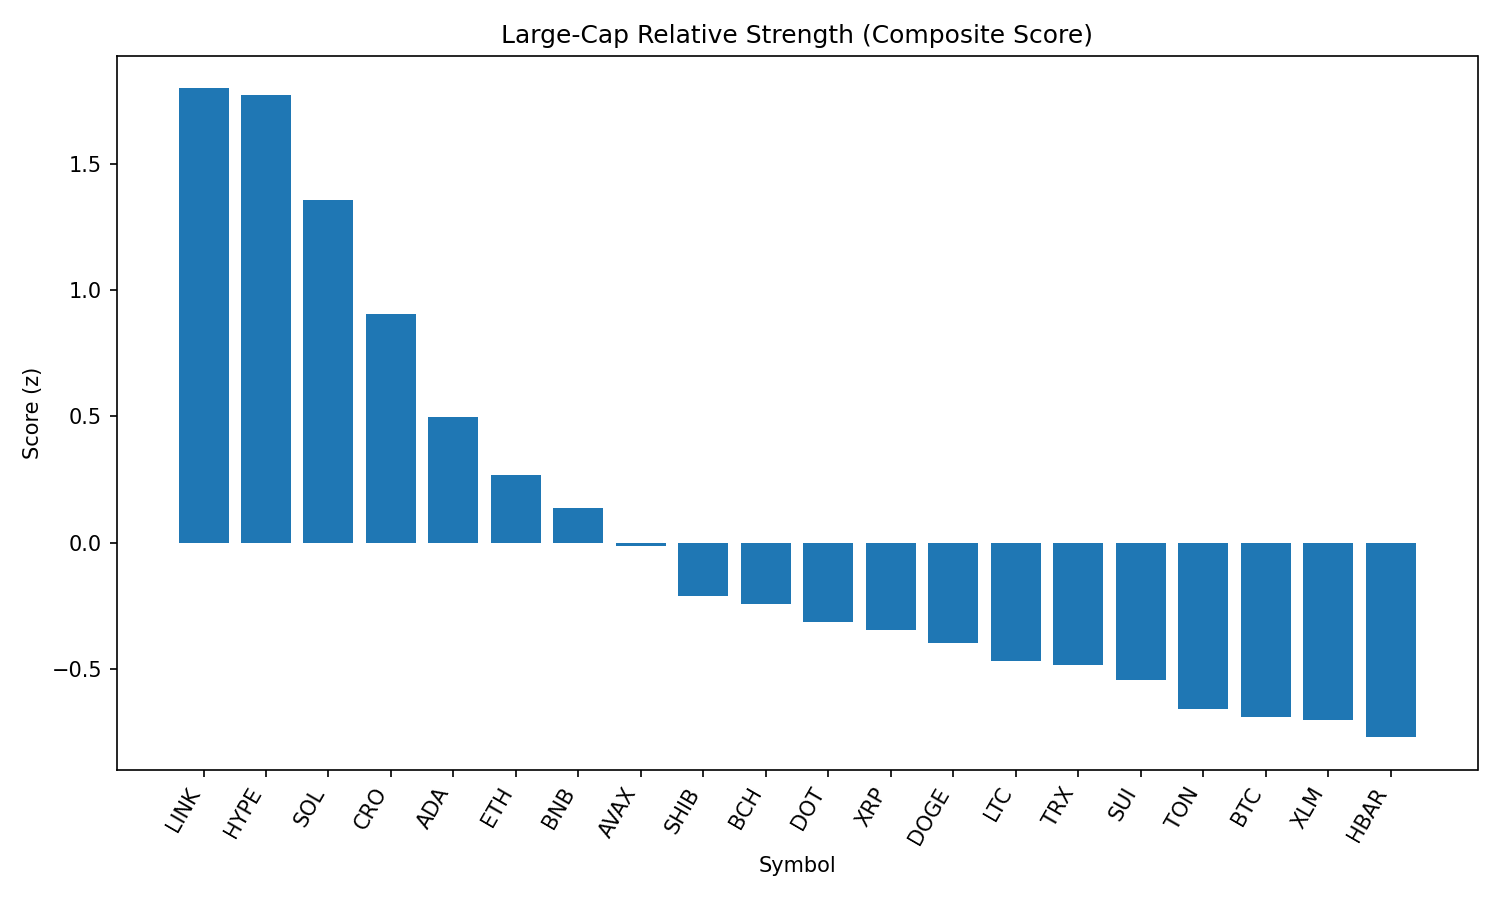 Large-Cap Relative Strength (Composite Score)
Score (z)
1.5
1.0
0.5
0.0
−0.5
LINK
HYPE
SOL
CRO
ADA
ETH
BNB
AVAX
SHIB
BCH
DOT
XRP
DOGE
LTC
TRX
SUI
TON
BTC
XLM
HBAR
Symbol